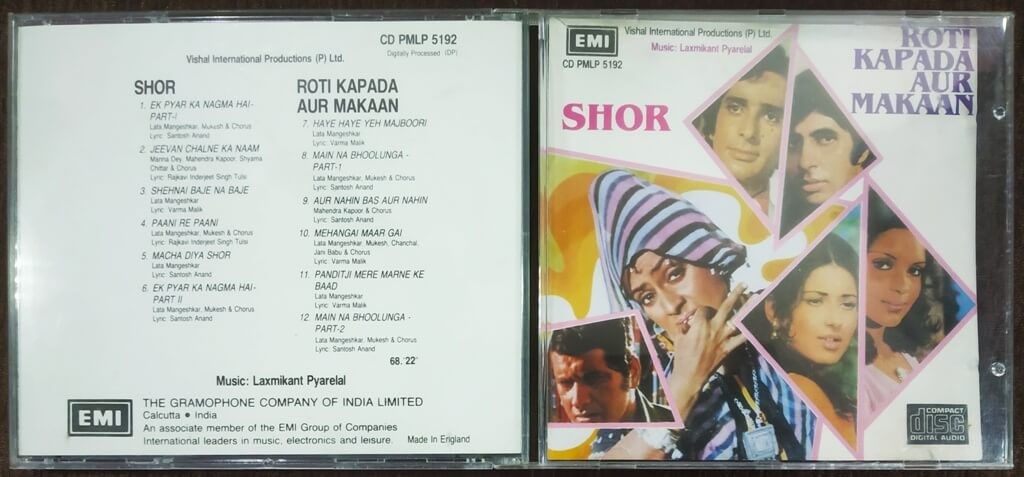 CD PMLP 5192
Digitally Processed (DP)
Vishal International Productions (P) Ltd.
SHOR
1. EK PYAR KA NAGMA HAI-
PART-I
Lata Mangeshkar, Mukesh & Chorus
Lyric: Santosh Anand
2. JEEVAN CHALNE KA NAAM
Manna Dey, Mahendra Kapoor, Shyama
Chittar & Chorus
Lyric: Rajkavi Inderjeet Singh Tulsi
3. SHEHNAI BAJE NA BAJE
Lata Mangeshkar
Lyric: Varma Malik
4. PAANI RE PAANI
Lata Mangeshkar, Mukesh & Chorus
Lyric: Rajkavi Inderjeet Singh Tulsi
5. MACHA DIYA SHOR
Lata Mangeshkar
Lyric: Santosh Anand
6. EK PYAR KA NAGMA HAI-
PART II
Lata Mangeshkar, Mukesh & Chorus
Lyric: Santosh Anand
ROTI KAPADA
AUR MAKAAN
7. HAYE HAYE YEH MAJBOORI
Lata Mangeshkar
Lyric: Varma Malik
8. MAIN NA BHOOLUNGA -
PART-1
Lata Mangeshkar, Mukesh & Chorus
Lyric: Santosh Anand
9. AUR NAHIN BAS AUR NAHIN
Mahendra Kapoor & Chorus
Lyric: Santosh Anand
10. MEHANGAI MAAR GAI
Lata Mangeshkar, Mukesh, Chanchal,
Jani Babu & Chorus
Lyric: Varma Malik
11. PANDITJI MERE MARNE KE
BAAD
Lata Mangeshkar
Lyric: Varma Malik
12. MAIN NA BHOOLUNGA -
PART-2
Lata Mangeshkar, Mukesh & Chorus
Lyric: Santosh Anand
68.'22"
Music: Laxmikant Pyarelal
EMI
THE GRAMOPHONE COMPANY OF INDIA LIMITED
Calcutta • India
An associate member of the EMI Group of Companies
International leaders in music, electronics and leisure.
Made In England
EMI
Vishal International Productions (P) Ltd.
Music: Laxmikant Pyarelal
CD PMLP 5192
SHOR
ROTI
KAPADA
AUR
MAKAAN
COMPACT
disc
DIGITAL AUDIO